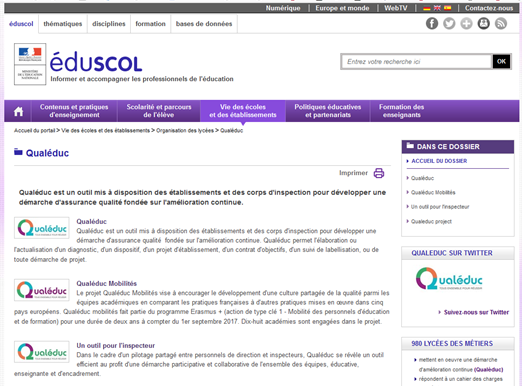 Numérique | Europe et monde | WebTV | Contactez-nous
éduscol thématiques disciplines formation bases de données
éduSCOL
Informer et accompagner les professionnels de l'éducation
Entrez votre recherche ici OK
Contenus et pratiques d'enseignement
Scolarité et parcours de l'élève
Vie des écoles et des établissements
Politiques éducatives et partenariats
Formation des enseignants
Accueil du portail > Vie des écoles et des établissements > Organisation des lycées > Qualéduc
Qualéduc
Imprimer
Qualéduc est un outil mis à disposition des établissements et des corps d'inspection pour développer une
démarche d'assurance qualité fondée sur l'amélioration continue.
Qualéduc
Qualéduc
Qualéduc est un outil mis à disposition des établissements et des corps d'inspection pour développer une
démarche d'assurance qualité fondée sur l'amélioration continue. Qualéduc permet l'élaboration ou
l'actualisation d'un diagnostic, d'un dispositif, d'un projet d'établissement, d'un contrat d'objectifs, d'un suivi de labellisation, ou de
toute démarche de projet.
Qualéduc
Qualéduc Mobilités
Le projet Qualéduc Mobilités vise à encourager le développement d'une culture partagée de la qualité parmi les
équipes académiques en comparant les pratiques françaises à d'autres pratiques mises en œuvre dans cinq
pays européens. Qualéduc mobilités fait partie du programme Erasmus + (action de type clé 1 - Mobilité des personnels d'éducation
et de formation) pour une durée de deux ans à compter du 1er septembre 2017. Dix-huit académies sont engagées dans le projet.
Qualéduc
Un outil pour l'inspecteur
Dans le cadre d'un pilotage partagé entre personnels de direction et inspecteurs, Qualéduc se révèle un outil
efficient au profit d'une démarche participative et collaborative de l'ensemble des équipes, éducative,
enseignante et d'encadrement.
DANS CE DOSSIER
ACCUEIL DU DOSSIER
Qualéduc
Qualéduc Mobilités
Un outil pour l'inspecteur
Qualeduc project
QUALEDUC SUR TWITTER
Qualéduc
Suivez-nous sur Twitter
980 LYCÉES DES MÉTIERS
mettent en oeuvre une démarche
d'amélioration continue (Qualéduc)
répondent à un cahier des charges